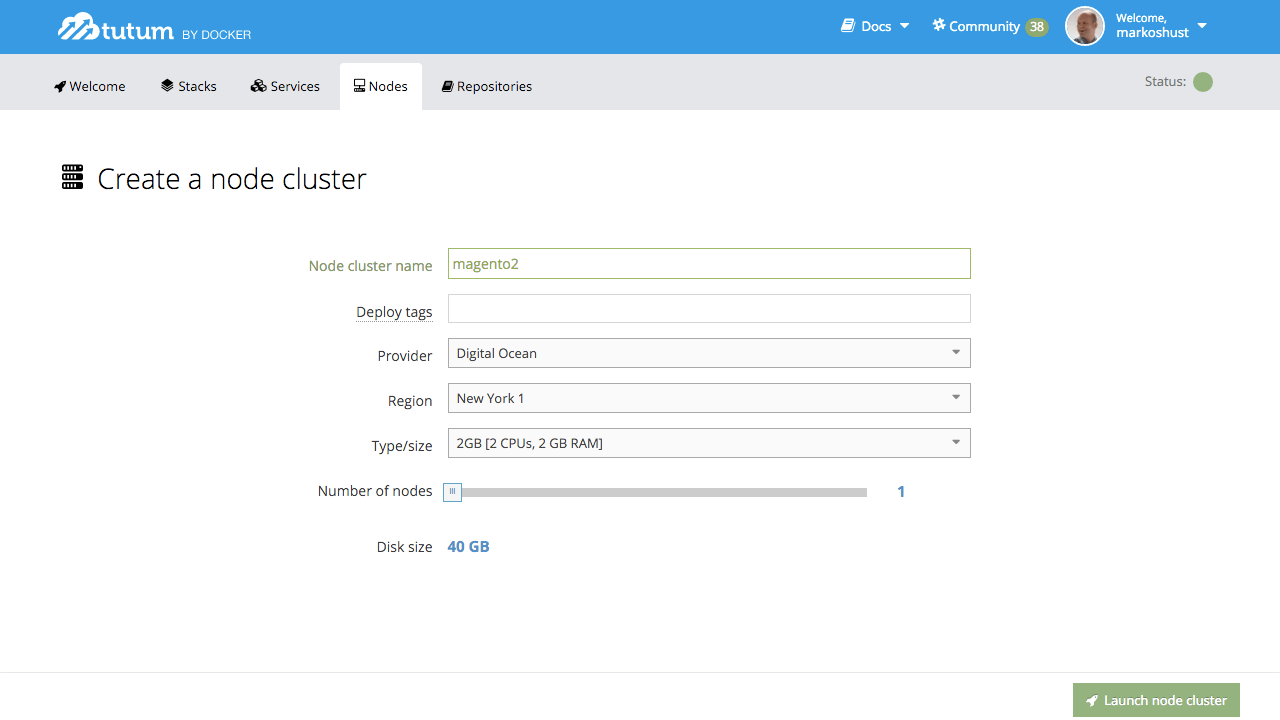 tutum BY DOCKER
Docs
Community 38
Welcome,
markoshust
Welcome
Stacks
Services
Nodes
Repositories
Status:
Create a node cluster
Node cluster name magento2
Deploy tags
Provider Digital Ocean
Region New York 1
Type/size 2GB [2 CPUs, 2 GB RAM]
Number of nodes 1
Disk size 40 GB
Launch node cluster